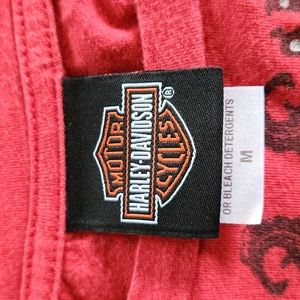 MOTOR
HARLEY-DAVIDSON
CYCLES
®
OR BLEACH DETERGENTS
M